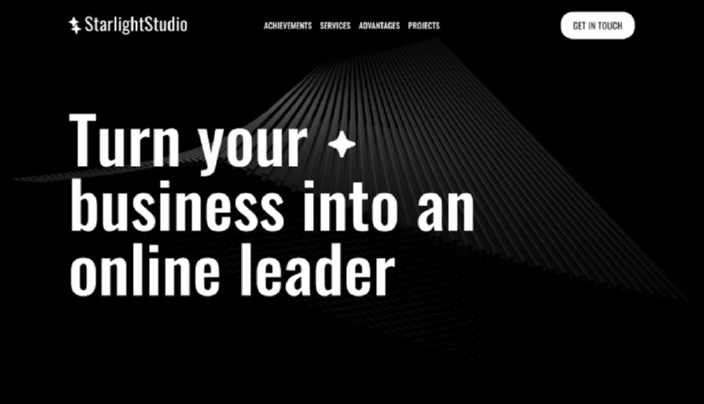 StarlightStudio
ACHIEVEMENTS SERVICES ADVANTAGES PROJECTS
GET IN TOUCH
Turn your
business into an
online leader